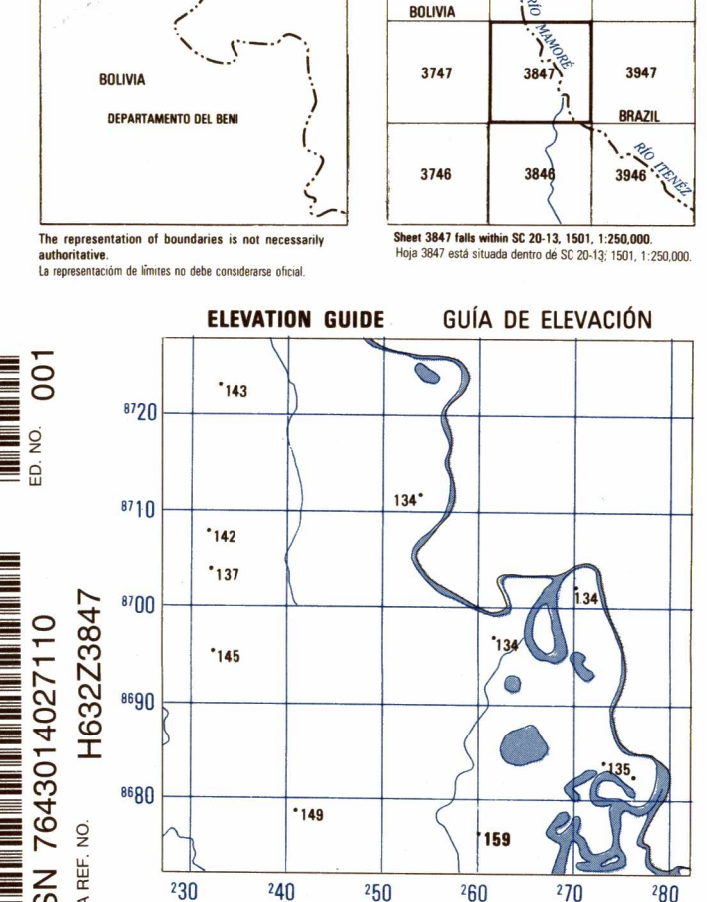 BOLIVIA
DEPARTAMENTO DEL BENI
The representation of boundaries is not necessarily
authoritative.
La representacióm de límites no debe considerarse oficial.
BOLIVIA
RÍO MAMORÉ
3747
3847
3947
BRAZIL
3746
3846
3946
RÍO ITENÉZ
Sheet 3847 falls within SC 20-13, 1501, 1:250,000.
Hoja 3847 está situada dentro dé SC 20-13; 1501, 1:250,000.
ELEVATION GUIDE GUÍA DE ELEVACIÓN
143
8720
134
8710
142
137
8700
134
134
145
8690
135
8680
149
159
230 240 250 260 270 280
ED. NO. 001
SN 7643014027110
A REF. NO. H632Z3847